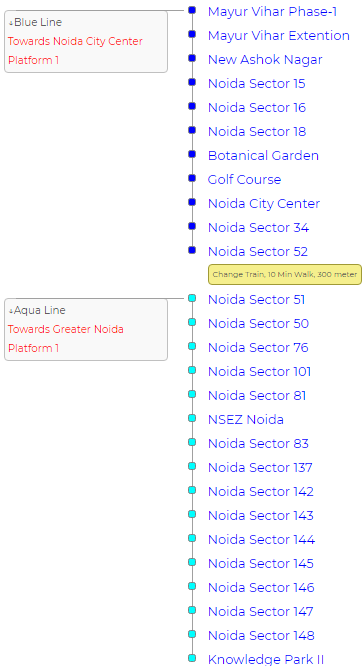 Mayur Vihar Phase-1
↓Blue Line
Towards Noida City Center
Platform 1
Mayur Vihar Extention
New Ashok Nagar
Noida Sector 15
Noida Sector 16
Noida Sector 18
Botanical Garden
Golf Course
Noida City Center
Noida Sector 34
Noida Sector 52
Change Train, 10 Min Walk, 300 meter
↓Aqua Line
Towards Greater Noida
Platform 1
Noida Sector 51
Noida Sector 50
Noida Sector 76
Noida Sector 101
Noida Sector 81
NSEZ Noida
Noida Sector 83
Noida Sector 137
Noida Sector 142
Noida Sector 143
Noida Sector 144
Noida Sector 145
Noida Sector 146
Noida Sector 147
Noida Sector 148
Knowledge Park II